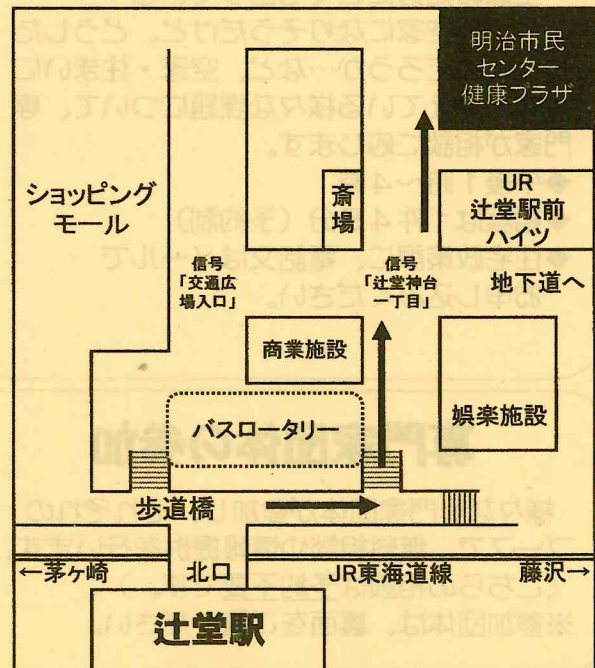 明治市民
センター
健康プラザ
ショッピング
モール
斎場
UR
辻堂駅前
ハイツ
信号
「交通広
場入口」
信号
「辻堂神台
一丁目」
地下道へ
商業施設
娯楽施設
バスロータリー
歩道橋
←茅ヶ崎
北口
JR東海道線
藤沢→
辻堂駅